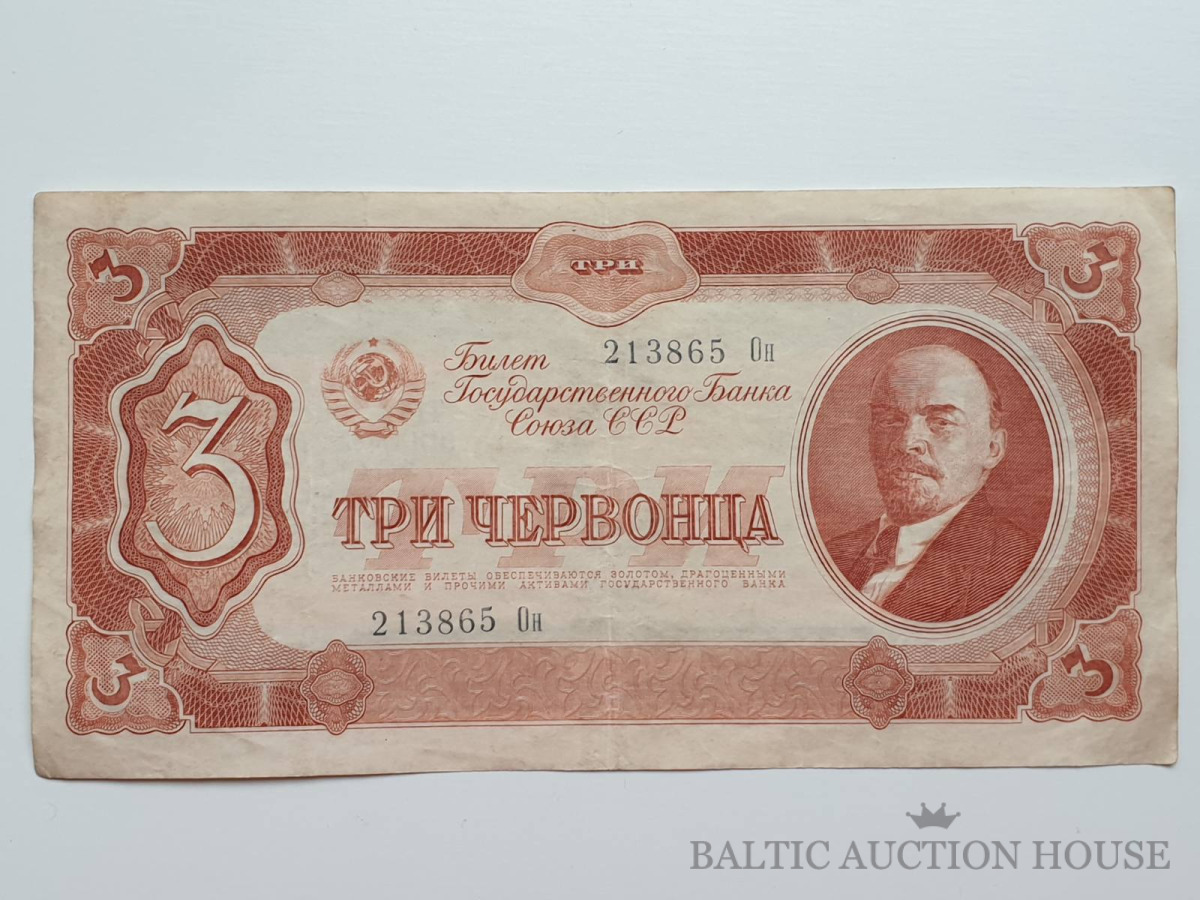 3
ТРИ
3
Билет
213865 Он
Государственного Банка
Союза ССР
3
ТРИ
ТРИ ЧЕРВОНЦА
БАНКОВСКИЕ БИЛЕТЫ ОБЕСПЕЧИВАЮТСЯ ЗОЛОТОМ, ДРАГОЦЕННЫМИ
МЕТАЛЛАМИ И ПРОЧИМИ АКТИВАМИ ГОСУДАРСТВЕННОГО БАНКА
213865 Он
3
3
BALTIC AUCTION HOUSE